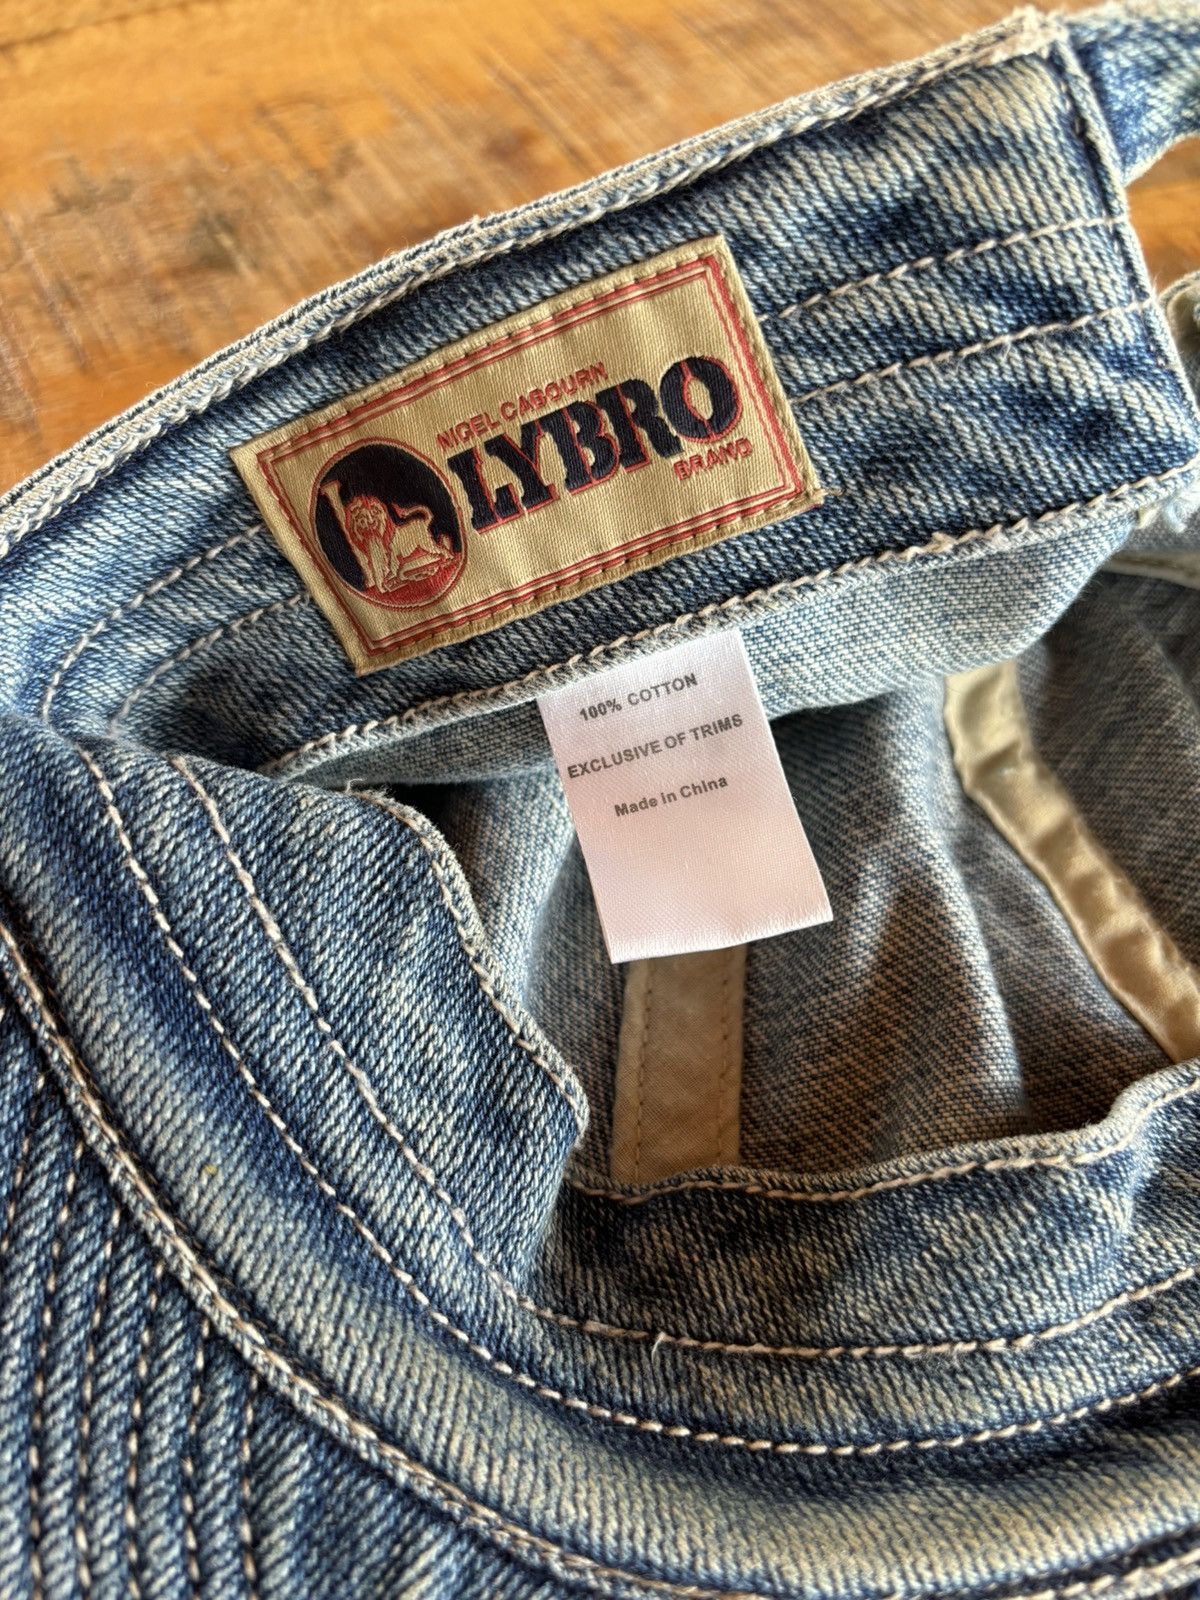 NIGEL CABOURN
LYBRO
BRAND
100% COTTON
EXCLUSIVE OF TRIMS
Made in China